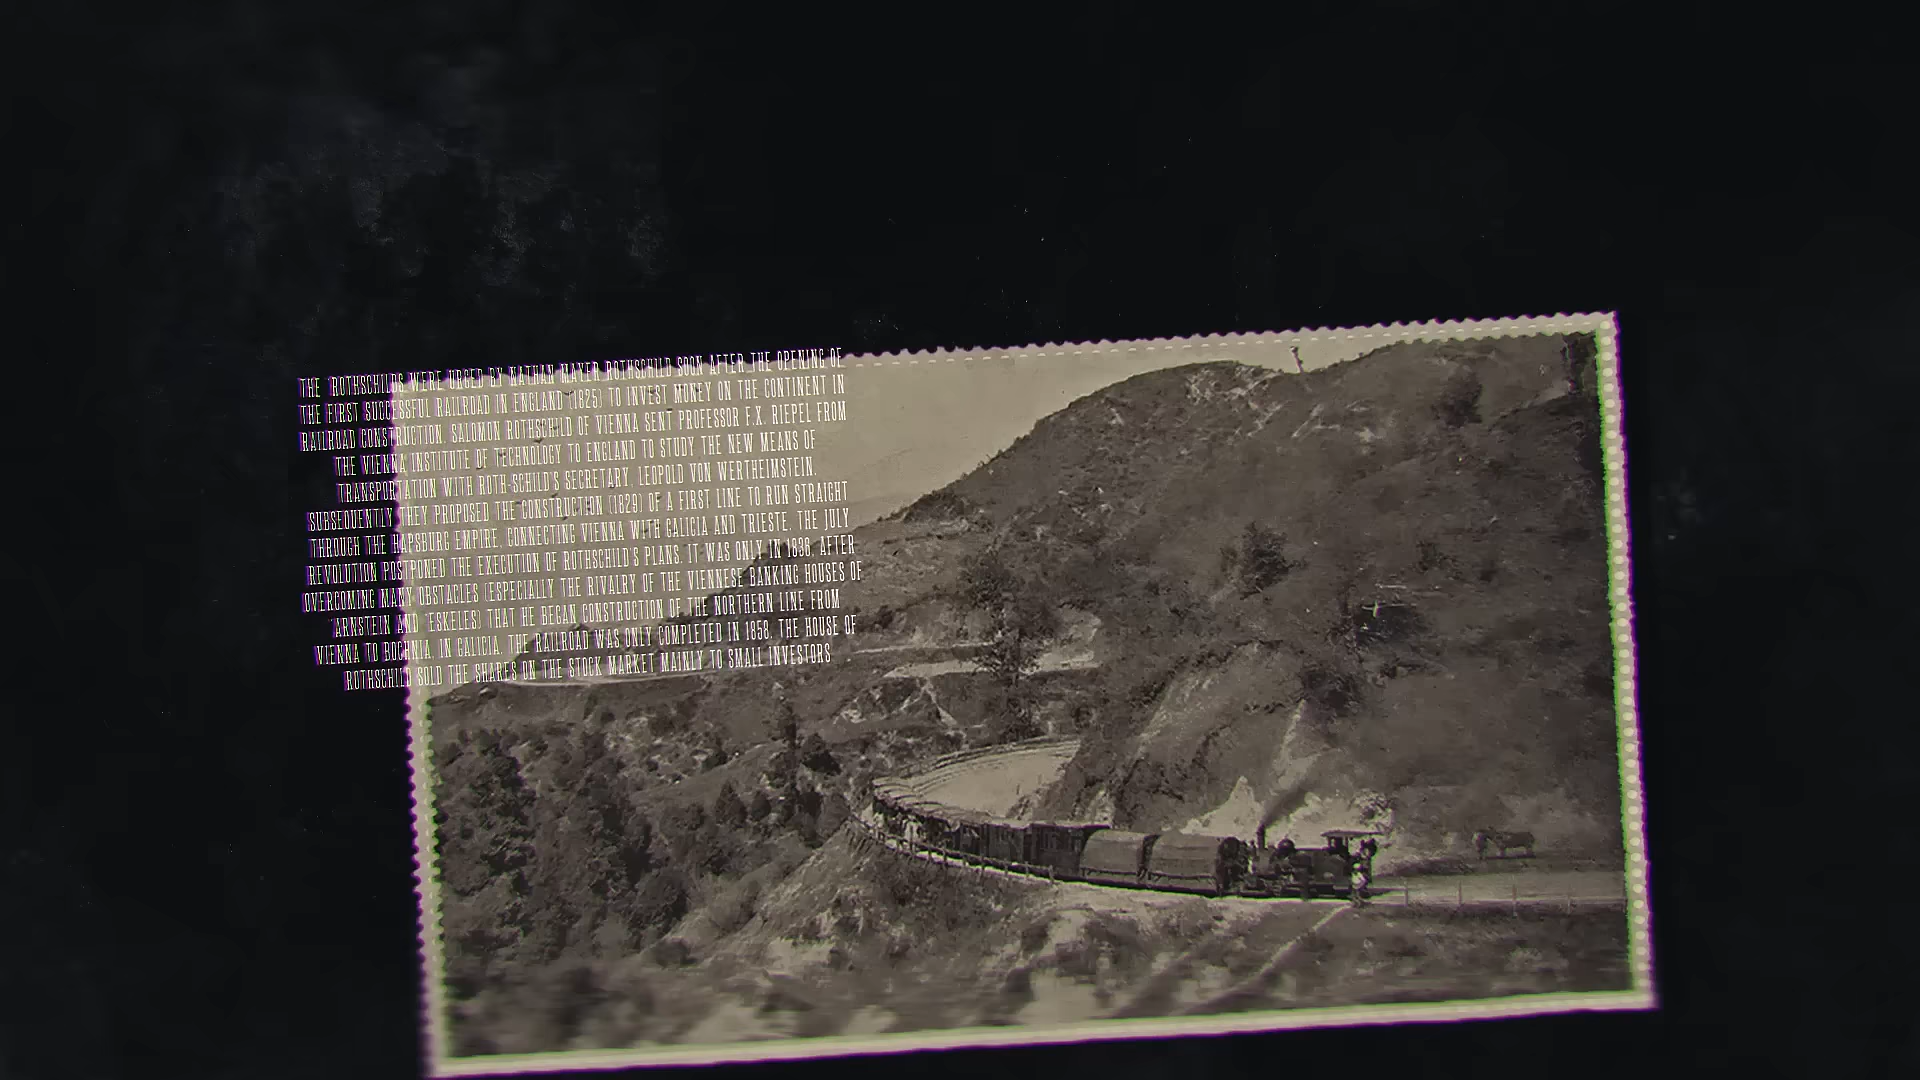 THE *ROTHSCHILDS WERE URGED BY NATHAN MAYER ROTHSCHILD SOON AFTER THE OPENING OF
THE FIRST SUCCESSFUL RAILROAD IN ENGLAND (1825) TO INVEST MONEY ON THE CONTINENT IN
RAILROAD CONSTRUCTION. SALOMON ROTHSCHILD OF VIENNA SENT PROFESSOR F.X. RIEPEL FROM
THE VIENNA INSTITUTE OF TECHNOLOGY TO ENGLAND TO STUDY THE NEW MEANS OF
TRANSPORTATION WITH ROTH-SCHILD'S SECRETARY, LEOPOLD VON WERTHEIMSTEIN.
SUBSEQUENTLY THEY PROPOSED THE CONSTRUCTION (1829) OF A FIRST LINE TO RUN STRAIGHT
THROUGH THE HAPSBURG EMPIRE, CONNECTING VIENNA WITH GALICIA AND TRIESTE. THE JULY
REVOLUTION POSTPONED THE EXECUTION OF ROTHSCHILD'S PLANS. IT WAS ONLY IN 1836, AFTER
OVERCOMING MANY OBSTACLES (ESPECIALLY THE RIVALRY OF THE VIENNESE BANKING HOUSES OF
*ARNSTEIN AND *ESKELES) THAT HE BEGAN CONSTRUCTION OF THE NORTHERN LINE FROM
VIENNA TO BOCHNIA, IN GALICIA. THE RAILROAD WAS ONLY COMPLETED IN 1858. THE HOUSE OF
ROTHSCHILD SOLD THE SHARES ON THE STOCK MARKET MAINLY TO SMALL INVESTORS